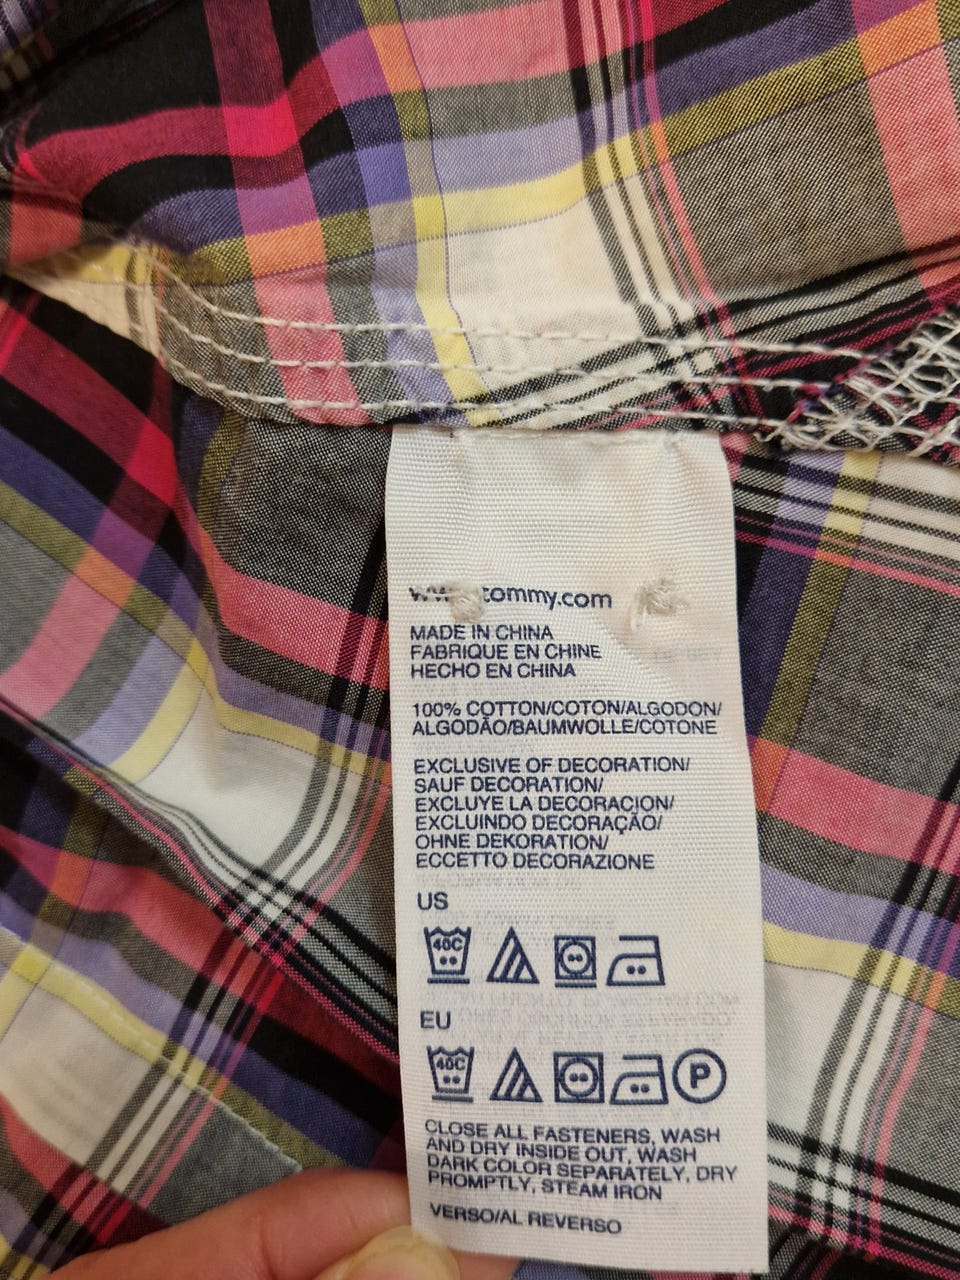 tommy.com
MADE IN CHINA
FABRIQUE EN CHINE
HECHO EN CHINA
100% COTTON/COTON/ALGODON/
ALGODÃO/BAUMWOLLE/COTONE
EXCLUSIVE OF DECORATION/
SAUF DECORATION/
EXCLUYE LA DECORACION/
EXCLUINDO DECORAÇÃO/
OHNE DEKORATION/
ECCETTO DECORAZIONE
US
40C
EU
40C P
CLOSE ALL FASTENERS, WASH
AND DRY INSIDE OUT, WASH
DARK COLOR SEPARATELY, DRY
PROMPTLY, STEAM IRON
VERSO/AL REVERSO